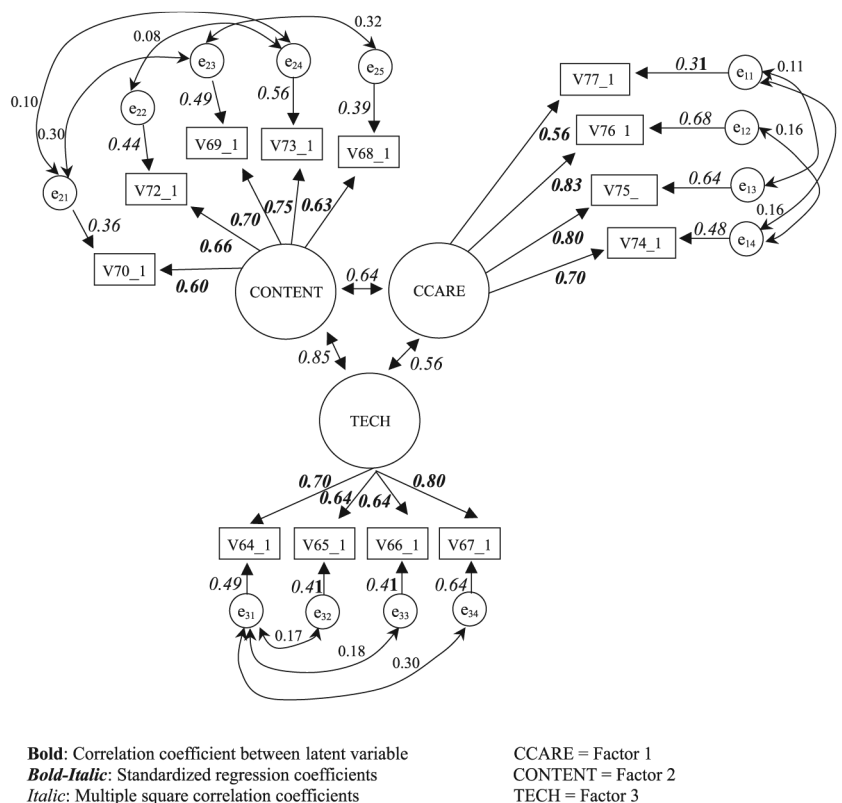 0.32
0.08
e23
e24
e25
0.10
0.30
e22
0.49
0.56
0.39
0.44
V69_1
V73_1
V68_1
e21
V72_1
0.36
0.70
0.75
0.63
0.66
V70_1
0.60
CONTENT
0.64
CCARE
V77_1
0.31
e11
0.11
0.56
V76 1
0.68
e12
0.16
0.83
V75_
0.64
e13
0.80
0.16
V74_1
0.48
e14
0.70
0.85
0.56
TECH
0.70
0.64
0.64
0.80
V64_1
V65_1
V66_1
V67_1
0.49
0.41
0.41
0.64
e31
e32
e33
e34
0.17
0.18
0.30
Bold: Correlation coefficient between latent variable
Bold-Italic: Standardized regression coefficients
Italic: Multiple square correlation coefficients
CCARE = Factor 1
CONTENT = Factor 2
TECH = Factor 3